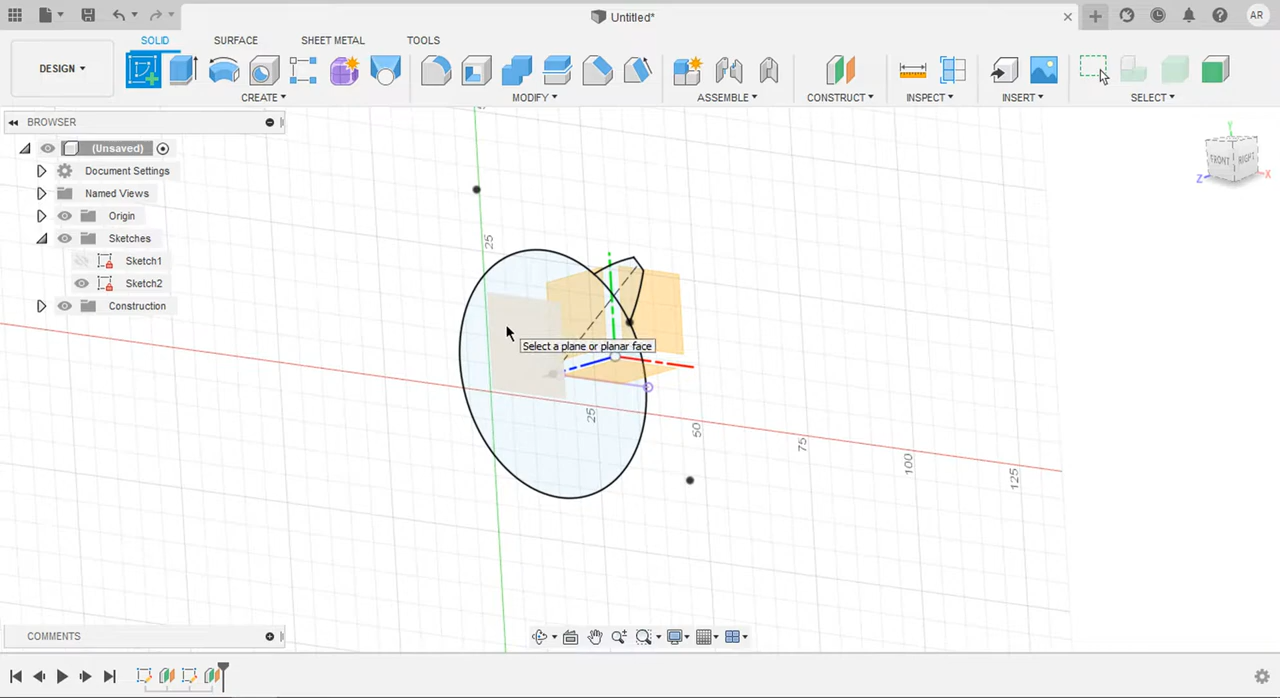 Untitled*
AR
DESIGN
SOLID
SURFACE
SHEET METAL
TOOLS
CREATE
MODIFY
ASSEMBLE
CONSTRUCT
INSPECT
INSERT
SELECT
BROWSER
(Unsaved)
Document Settings
Named Views
Origin
Sketches
Sketch1
Sketch2
Construction
Y
FRONT
RIGHT
Z
X
25
Select a plane or planar face
25
50
75
100
125
COMMENTS